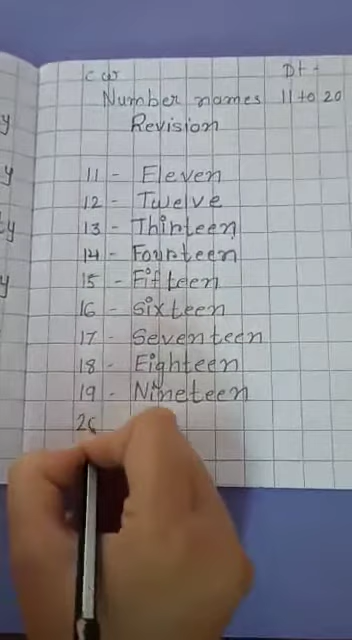 C W Dt -
Number names 11 to 20
Revision
11 - Eleven
12 - Twelve
13 - Thirteen
14 - Fourteen
15 - Fifteen
16 - Sixteen
17 - Seventeen
18 - Eighteen
19 - Nineteen
20
y
y
ty
y